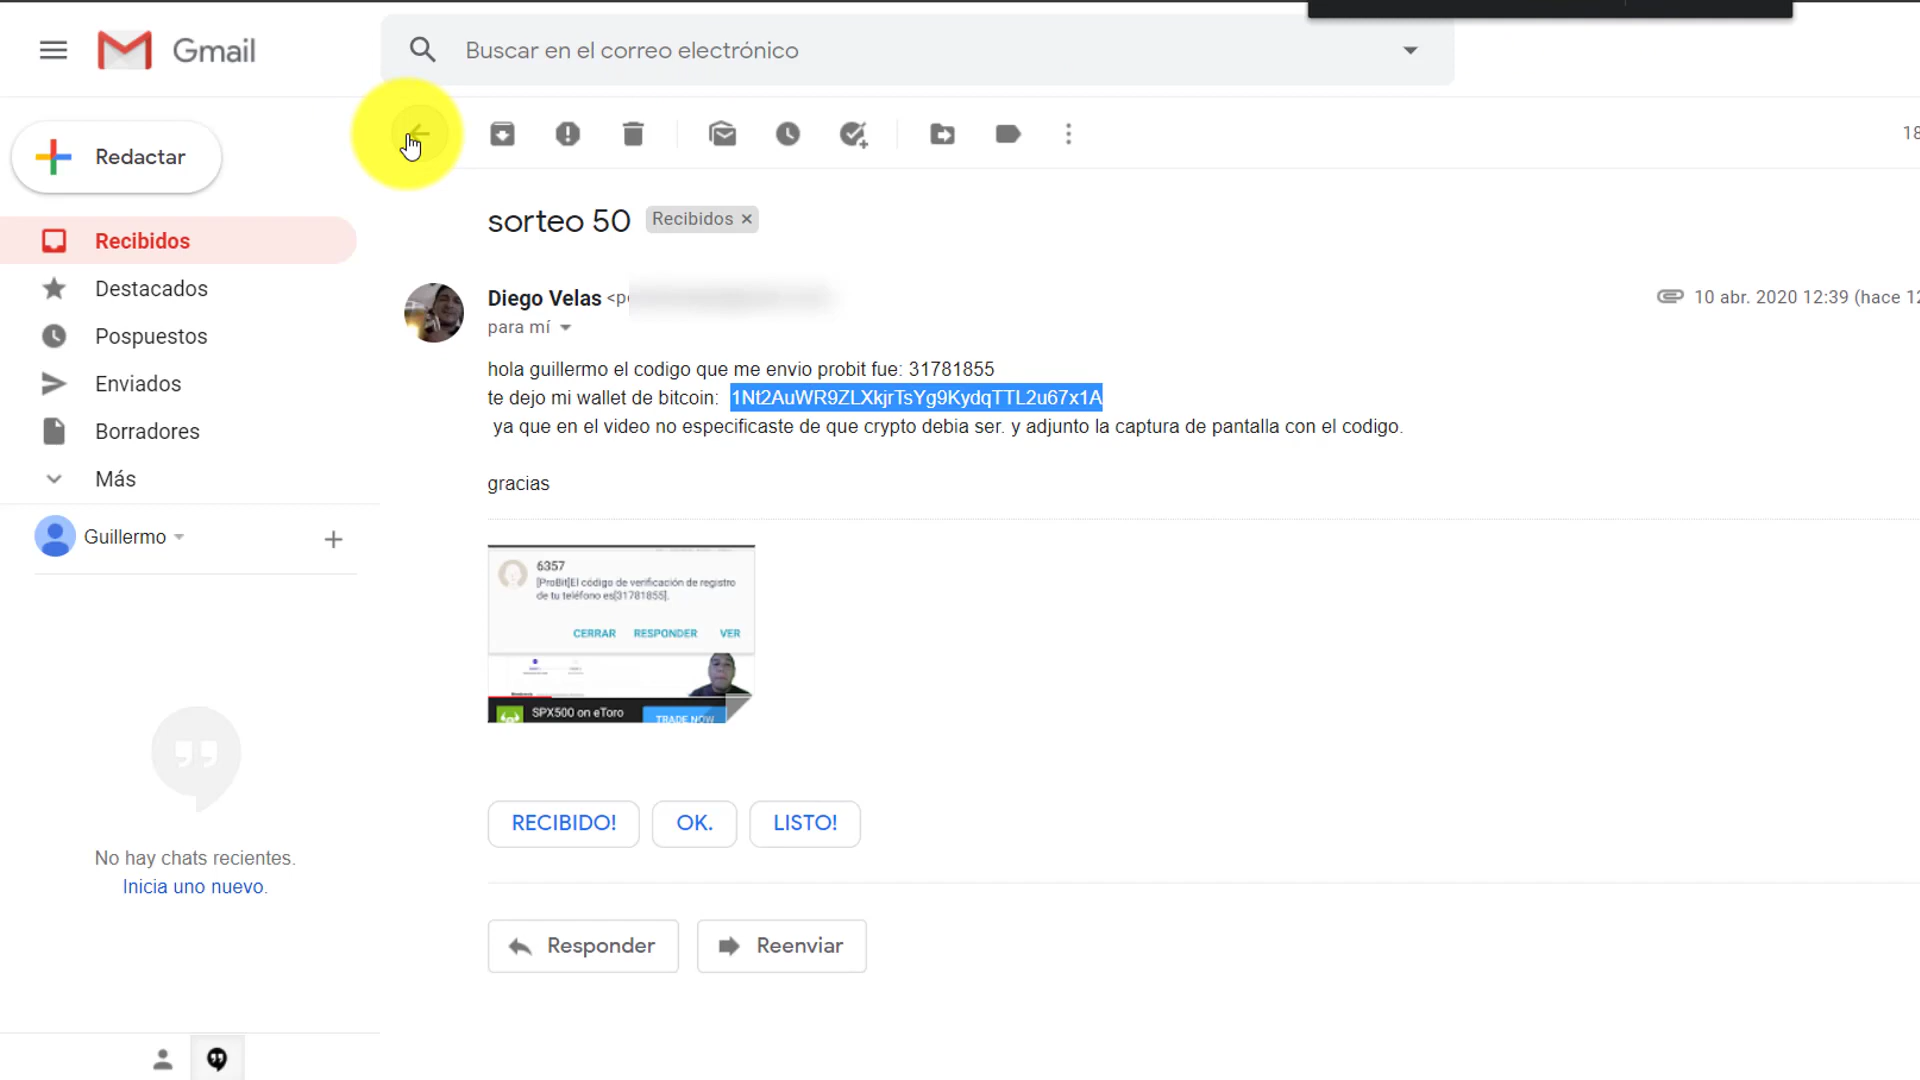 Gmail
Buscar en el correo electrónico
18
Redactar
Recibidos
Destacados
Pospuestos
Enviados
Borradores
Más
Guillermo
No hay chats recientes.
Inicia uno nuevo.
sorteo 50 Recibidos ×
Diego Velas
10 abr. 2020 12:39 (hace 12
para mí
hola guillermo el codigo que me envio probit fue: 31781855
te dejo mi wallet de bitcoin: 1Nt2AuWR9ZLXkjrTsYg9KydqTTL2u67x1A
ya que en el video no especificaste de que crypto debia ser. y adjunto la captura de pantalla con el codigo.
gracias
6357
[ProBit]El código de verificación de registro
de tu teléfono es[31781855].
CERRAR RESPONDER VER
SPX500 on eToro
TRADE NOW
RECIBIDO! OK. LISTO!
Responder Reenviar